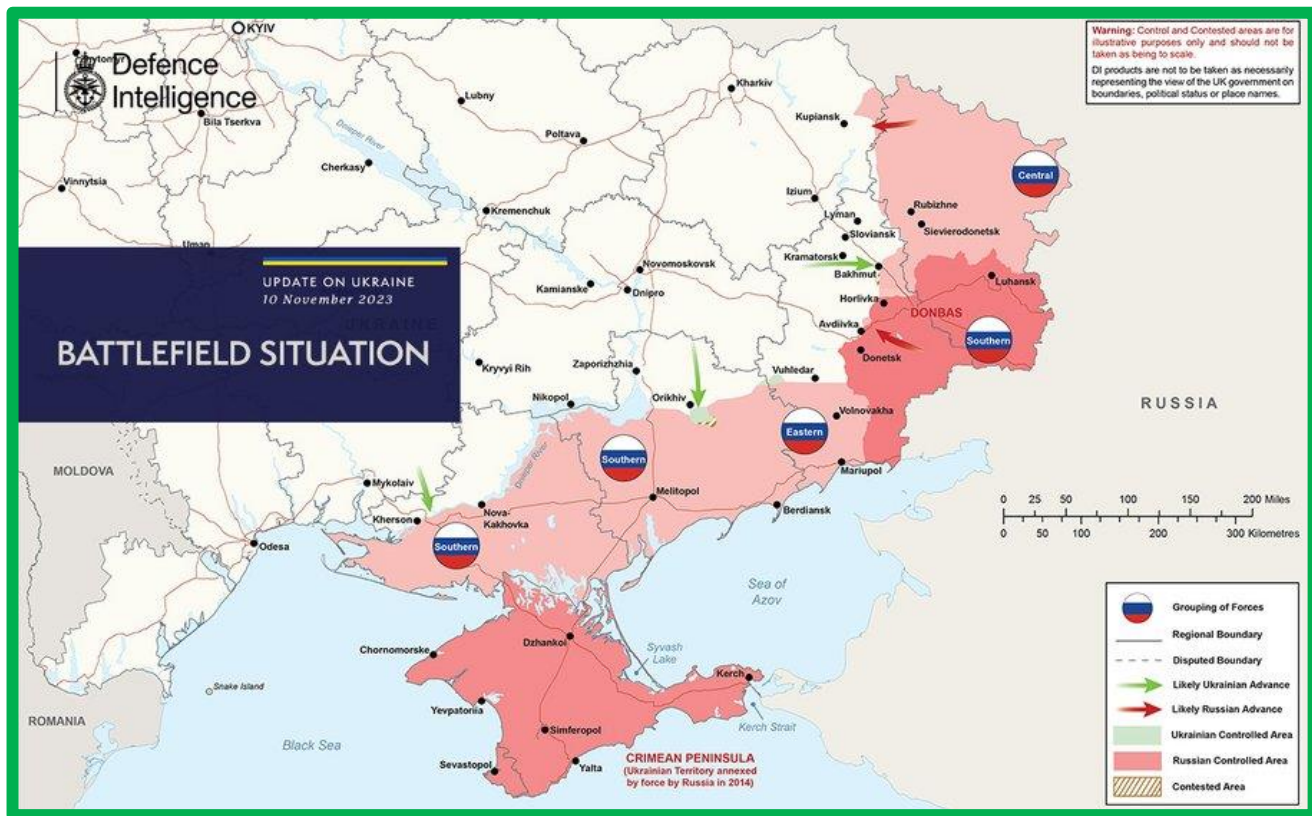 KYIV
Zhytomyr
Defence
Intelligence
Bila Tserkva
Lubny
Kharkiv
Warning: Control and Contested areas are for
illustrative purposes only and should not be
taken as being to scale.
DI products are not to be taken as necessarily
representing the view of the UK government on
boundaries, political status or place names.
Dnieper River
Poltava
Kupiansk
Cherkasy
Vinnytsia
Central
Izium
Kremenchuk
Rubizhne
Lyman
Sievierodonetsk
Sloviansk
Uman
Kramatorsk
Novomoskovsk
Bakhmut
UPDATE ON UKRAINE
10 November 2023
Kamianske
Dnipro
Luhansk
Horlivka
DONBAS
UKRAINE
Avdiivka
BATTLEFIELD SITUATION
Southern
Donetsk
Kryvyi Rih
Zaporizhzhia
Vuhledar
Nikopol
Orikhiv
RUSSIA
Volnovakha
Eastern
Dnieper River
Southern
MOLDOVA
Mariupol
Mykolaiv
Melitopol
Nova-
Kakhovka
Berdiansk
Kherson
0 25 50 100 150 200 Miles
0 50 100 200 300 Kilometres
Odesa
Southern
Sea of
Azov
Grouping of Forces
Regional Boundary
Disputed Boundary
Likely Ukrainian Advance
Likely Russian Advance
Ukrainian Controlled Area
Russian Controlled Area
Contested Area
Dzhankoi
Chornomorske
Syvash
Lake
Kerch
Snake Island
Yevpatoriia
Kerch Strait
ROMANIA
Simferopol
Black Sea
CRIMEAN PENINSULA
(Ukrainian Territory annexed
by force by Russia in 2014)
Sevastopol
Yalta